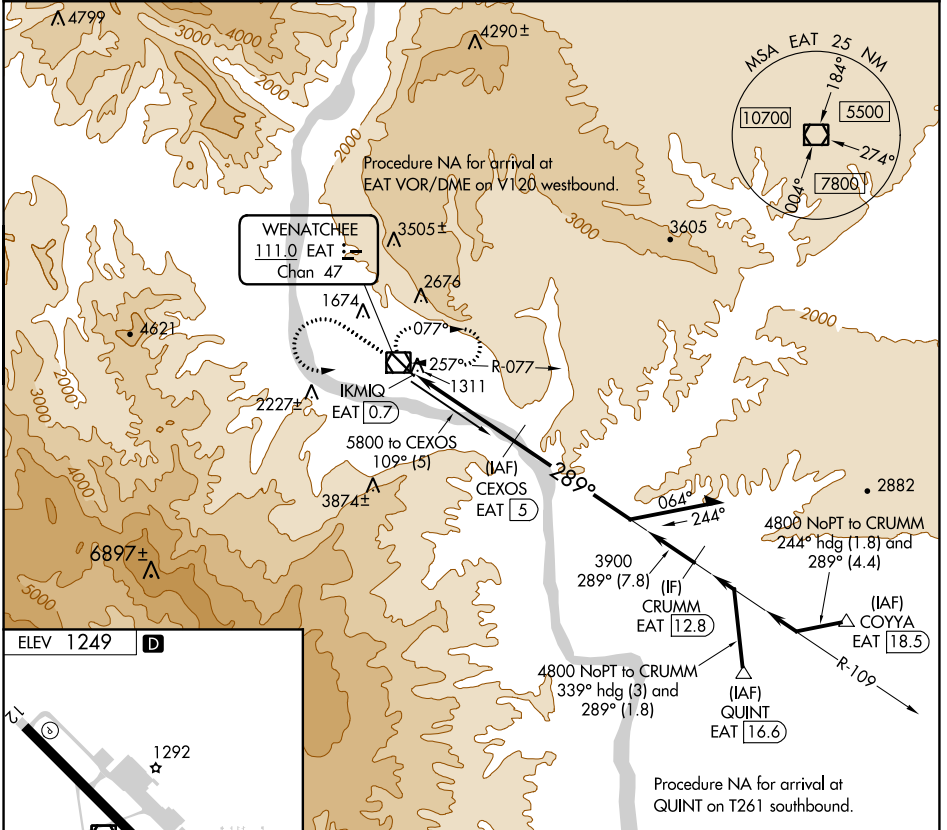 4799
3000
4000
2000
4290±
MSA EAT 25 NM
184°
10700
5500
274°
004°
7800
2000
Procedure NA for arrival at
EAT VOR/DME on V120 westbound.
WENATCHEE
111.0 EAT
Chan 47
3505±
3000
3605
2676
1674
4621
2000
2000
3000
077°
257°
R-077
1311
IKMIQ
EAT 0.7
2227±
5800 to CEXOS
109° (5)
(IAF)
CEXOS
EAT 5
289°
4000
3874±
064°
244°
2882
4800 NoPT to CRUMM
244° hdg (1.8) and
289° (4.4)
6897±
5000
3900
289° (7.8)
(IF)
CRUMM
EAT 12.8
(IAF)
COYYA
EAT 18.5
R-109
4800 NoPT to CRUMM
339° hdg (3) and
289° (1.8)
(IAF)
QUINT
EAT 16.6
ELEV 1249 D
12
P
1292
Procedure NA for arrival at
QUINT on T261 southbound.